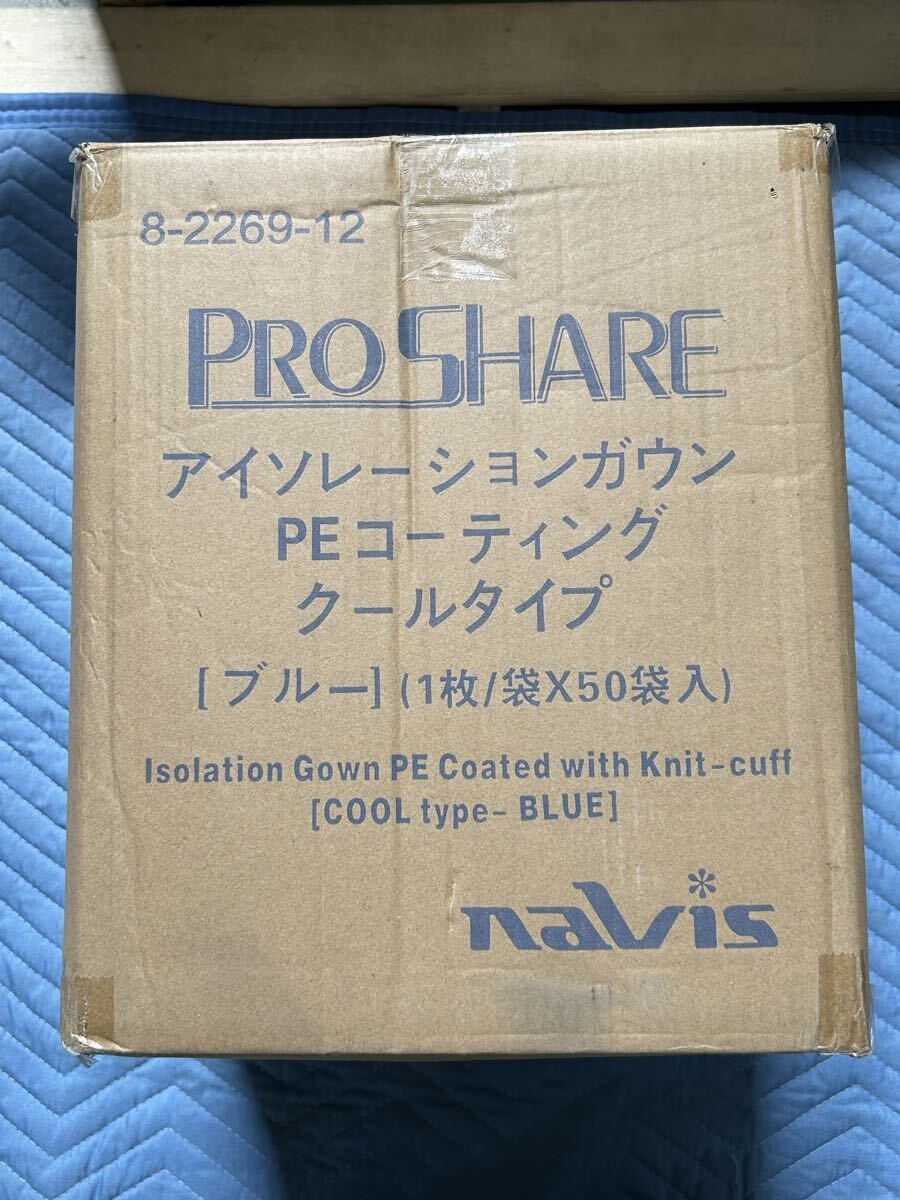 8-2269-12
PROSHARE
アイソレーションガウン
PEコーティング
クールタイプ
[ブルー] (1枚/袋X50袋入)
Isolation Gown PE Coated with Knit-cuff
[COOL type- BLUE]
navis